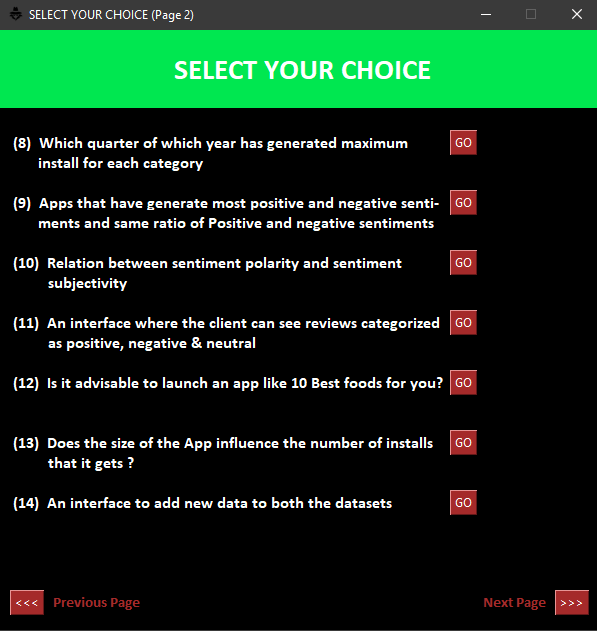 SELECT YOUR CHOICE (Page 2)
SELECT YOUR CHOICE
(8) Which quarter of which year has generated maximum GO
install for each category
(9) Apps that have generate most positive and negative senti- GO
ments and same ratio of Positive and negative sentiments
(10) Relation between sentiment polarity and sentiment GO
subjectivity
(11) An interface where the client can see reviews categorized GO
as positive, negative & neutral
(12) Is it advisable to launch an app like 10 Best foods for you? GO
(13) Does the size of the App influence the number of installs GO
that it gets ?
(14) An interface to add new data to both the datasets GO
<<< Previous Page Next Page >>>